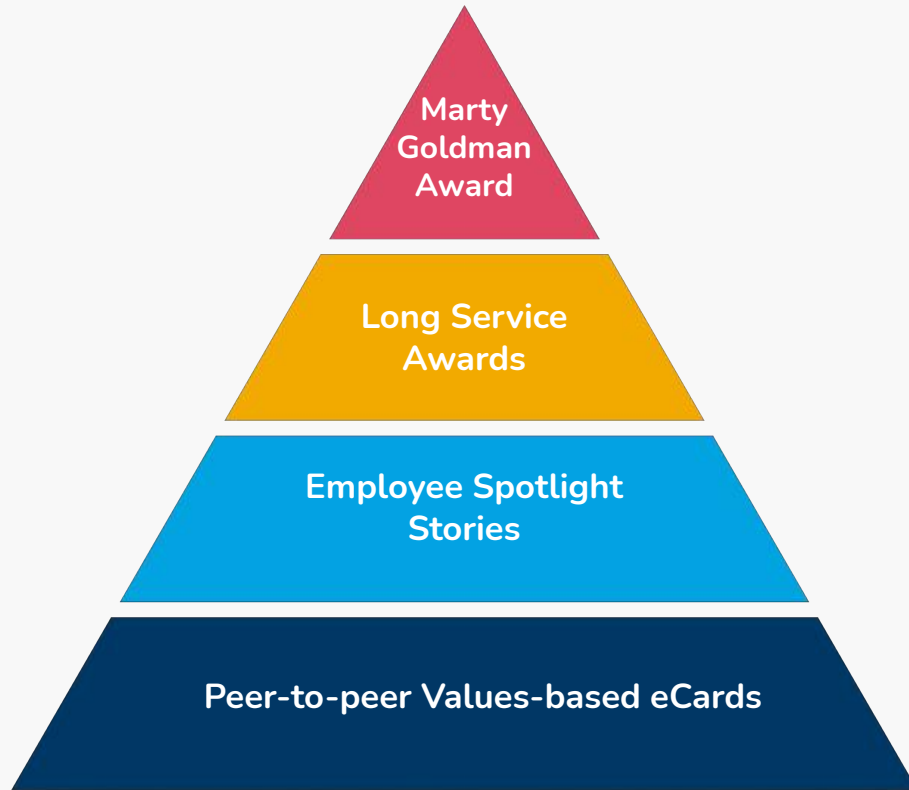 Marty
Goldman
Award
Long Service
Awards
Employee Spotlight
Stories
Peer-to-peer Values-based eCards